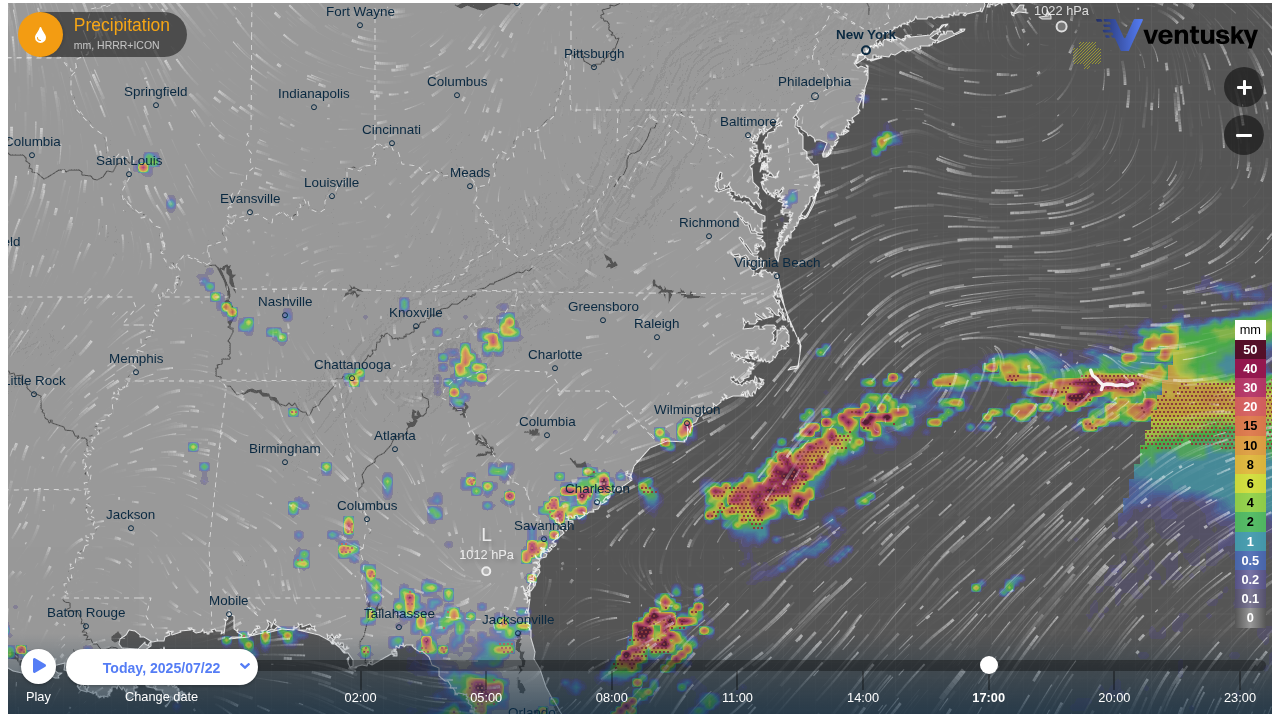 Precipitation
mm, HRRR+ICON
Fort Wayne
1022 hPa
ventusky
New York
Pittsburgh
Philadelphia
Springfield
Indianapolis
Columbus
Baltimore
Columbia
Cincinnati
Saint Louis
Louisville
Meads
Evansville
Richmond
eld
Virginia Beach
Nashville
Knoxville
Greensboro
Raleigh
Memphis
Chattanooga
Charlotte
Little Rock
Wilmington
Columbia
Birmingham
Atlanta
Charleston
Jackson
Columbus
Savannah
L
1012 hPa
Baton Rouge
Mobile
Tallahassee
Jacksonville
Orlando
mm
50
40
30
20
15
10
8
6
4
2
1
0.5
0.2
0.1
0
Today, 2025/07/22
Play
Change date
02:00
05:00
08:00
11:00
14:00
17:00
20:00
23:00